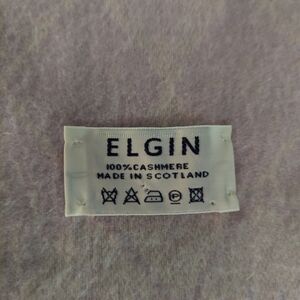 ELGIN
100% CASHMERE
MADE IN SCOTLAND
P